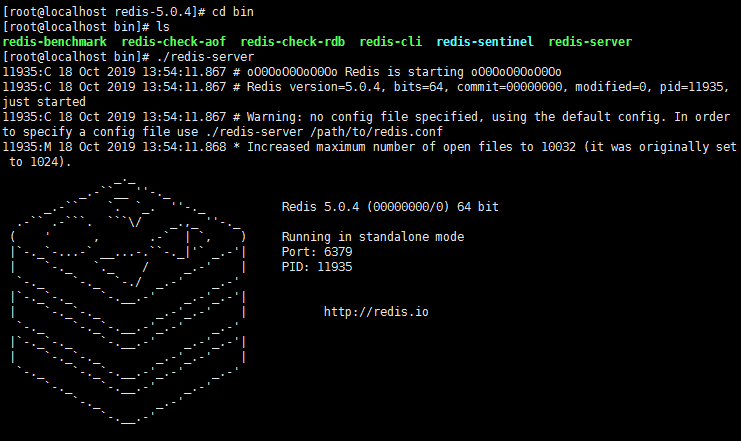 [root@localhost redis-5.0.4]# cd bin
[root@localhost bin]# ls
redis-benchmark  redis-check-aof  redis-check-rdb  redis-cli  redis-sentinel  redis-server
[root@localhost bin]# ./redis-server
11935:C 18 Oct 2019 13:54:11.867 # oO0OoO0OoO0Oo Redis is starting oO0OoO0OoO0Oo
11935:C 18 Oct 2019 13:54:11.867 # Redis version=5.0.4, bits=64, commit=00000000, modified=0, pid=11935,
just started
11935:C 18 Oct 2019 13:54:11.867 # Warning: no config file specified, using the default config. In order
to specify a config file use ./redis-server /path/to/redis.conf
11935:M 18 Oct 2019 13:54:11.868 * Increased maximum number of open files to 10032 (it was originally set
 to 1024).
Redis 5.0.4 (00000000/0) 64 bit
Running in standalone mode
Port: 6379
PID: 11935
http://redis.io